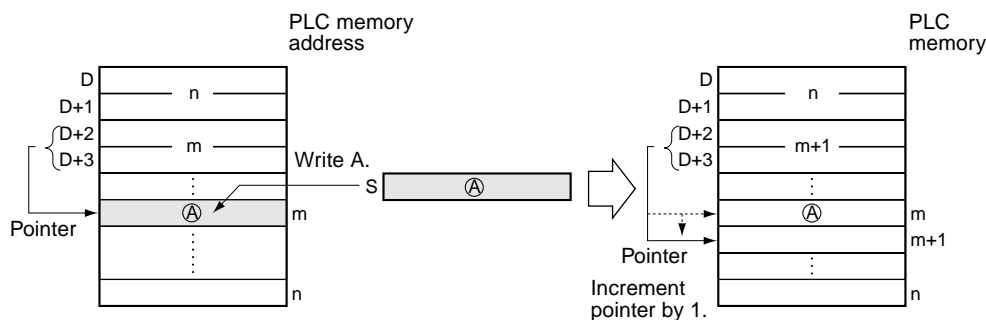 PLC memory
address
D
n
D+1
D+2
m
D+3
Write A.
S
A
A
m
Pointer
n
PLC
memory
D
n
D+1
D+2
m+1
D+3
A
m
m+1
Pointer
n
Increment
pointer by 1.